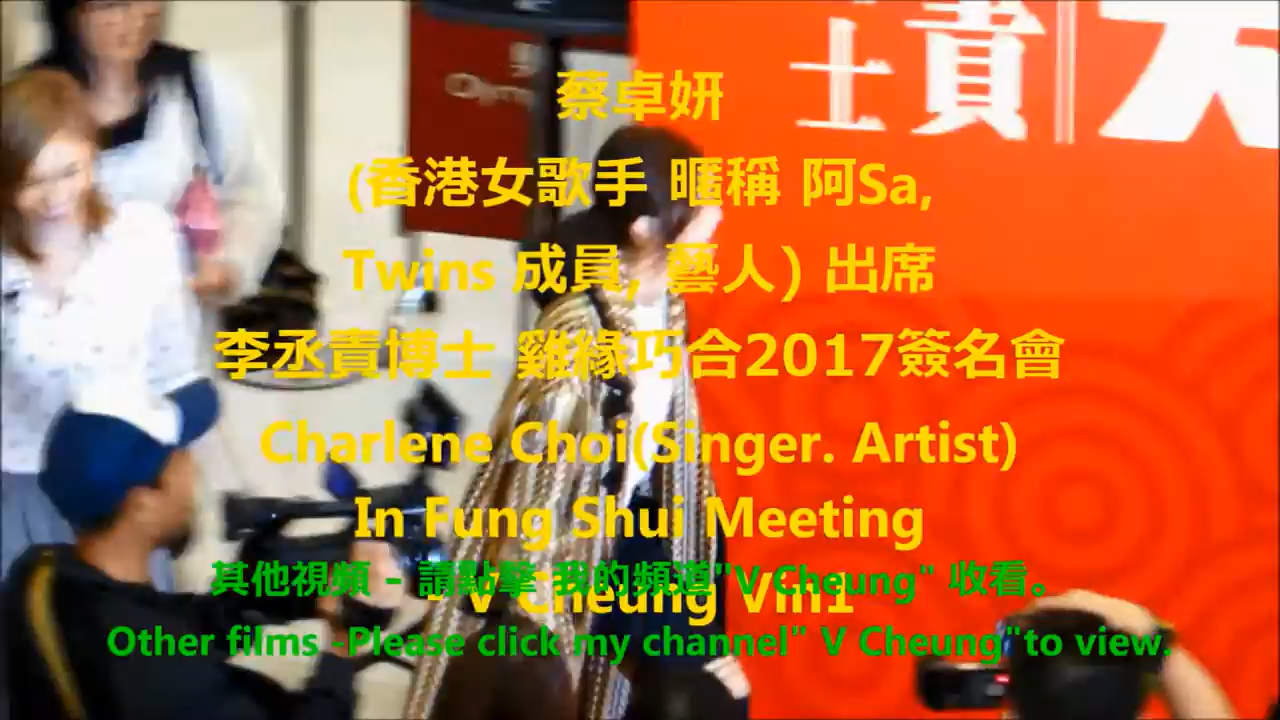 士責
蔡卓妍
(香港女歌手 暱稱 阿Sa,
Twins 成員, 藝人) 出席
李丞責博士 雞緣巧合2017簽名會
Charlene Choi(Singer. Artist)
In Fung Shui Meeting
- V Cheung Vin1
其他視頻 - 請點擊 我的頻道"V Cheung" 收看。
Other films -Please click my channel" V Cheung"to view.